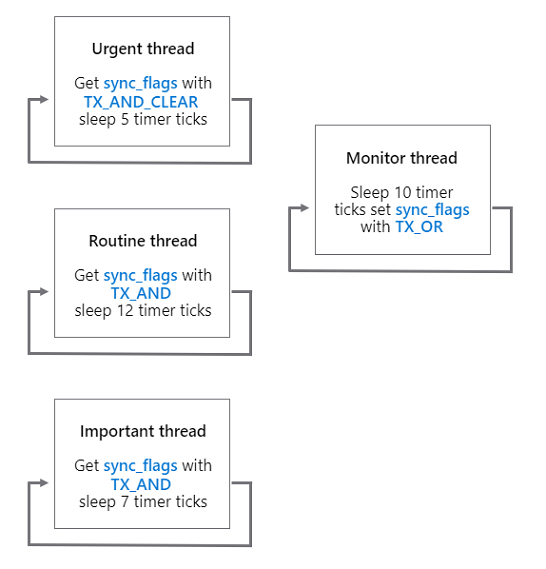 Urgent thread
Get sync_flags with
TX_AND_CLEAR
sleep 5 timer ticks
Monitor thread
Sleep 10 timer
ticks set sync_flags
with TX_OR
Routine thread
Get sync_flags with
TX_AND
sleep 12 timer ticks
Important thread
Get sync_flags with
TX_AND
sleep 7 timer ticks